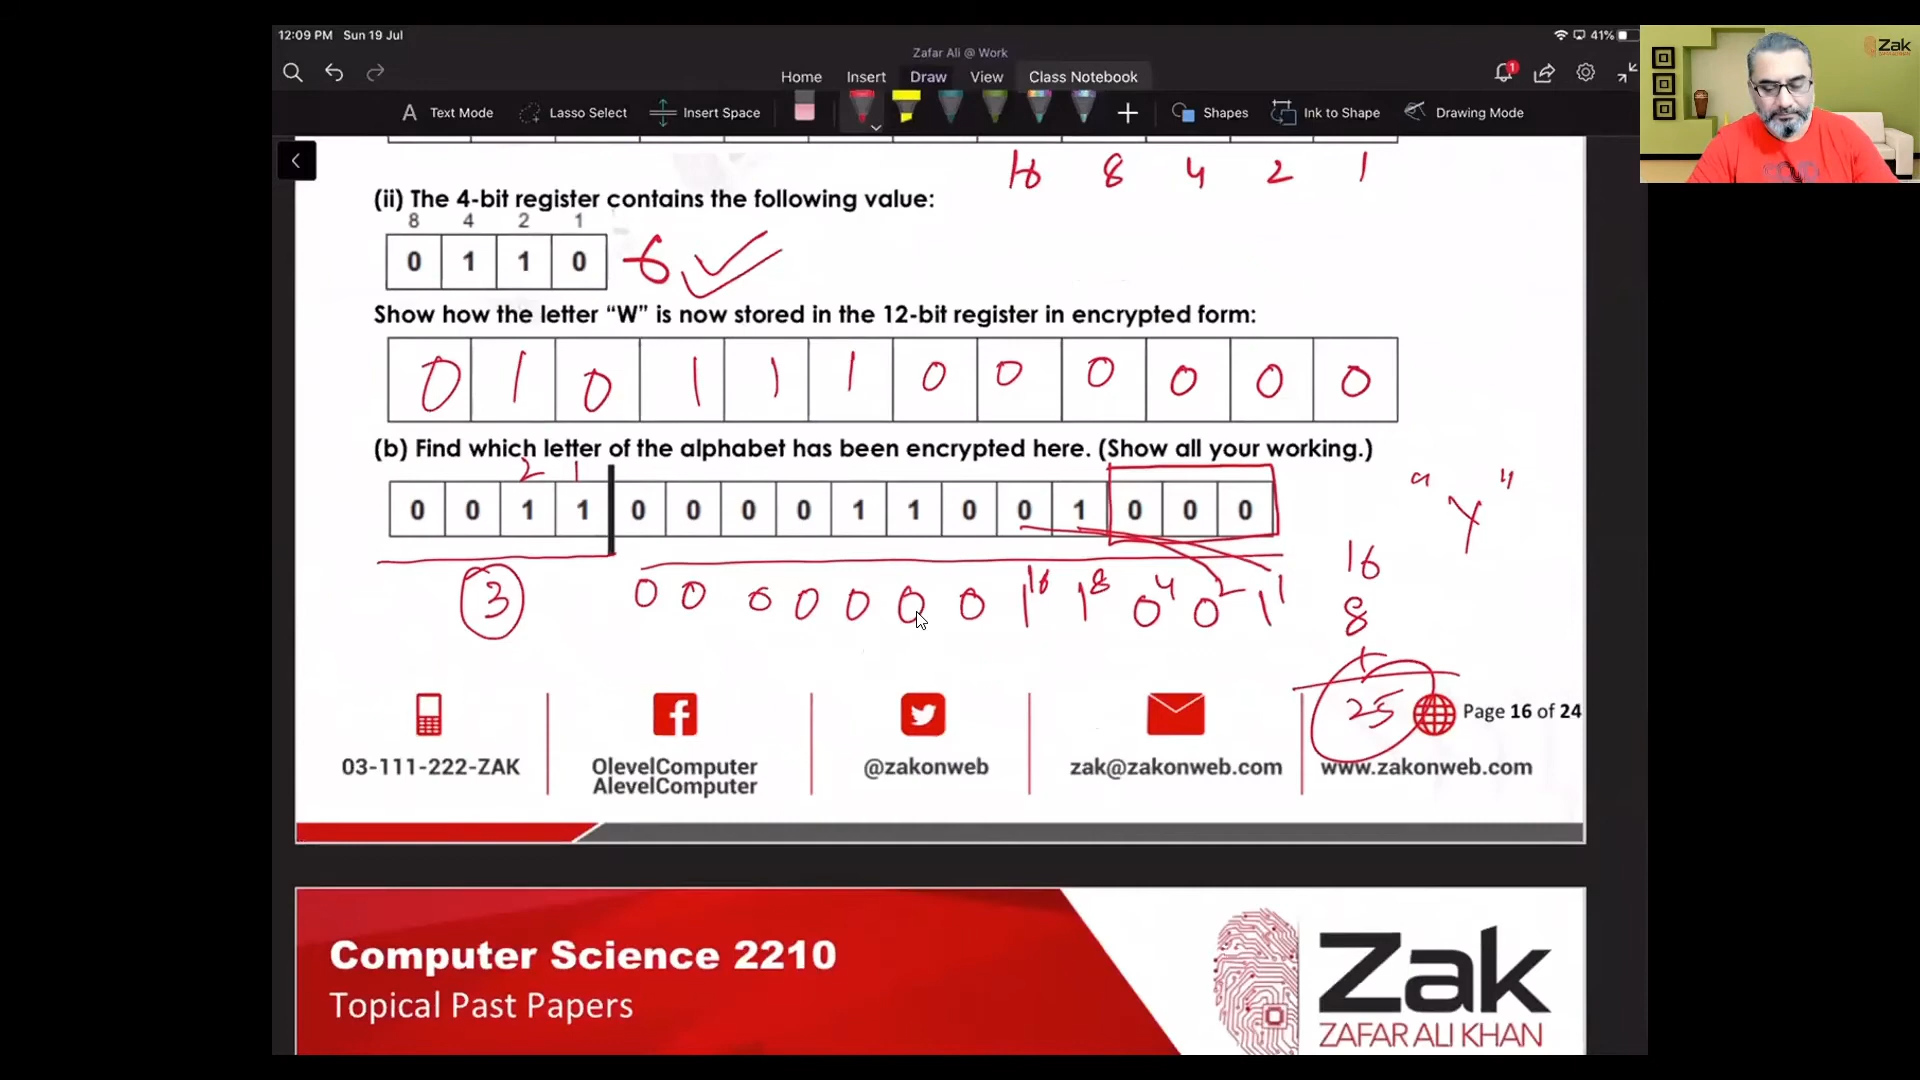 12:09 PM Sun 19 Jul
41%
Zafar Ali @ Work
Home Insert Draw View Class Notebook
1
A Text Mode Lasso Select Insert Space Shapes Ink to Shape Drawing Mode
Zak
16 8 4 2 1
(ii) The 4-bit register contains the following value:
8 4 2 1
0 1 1 0 6
Show how the letter “W” is now stored in the 12-bit register in encrypted form:
0 1 0 1 1 1 0 0 0 0 0 0
(b) Find which letter of the alphabet has been encrypted here. (Show all your working.)
2 1
0 0 1 1 0 0 0 0 1 1 0 0 1 0 0 0
" Y "
3
0 0 0 0 0 0 0 1 1 0 0 1
16 8 4 2 1
16
8
25
Page 16 of 24
03-111-222-ZAK
OlevelComputer
AlevelComputer
@zakonweb
zak@zakonweb.com
www.zakonweb.com
Computer Science 2210
Topical Past Papers
Zak
ZAFAR ALI KHAN